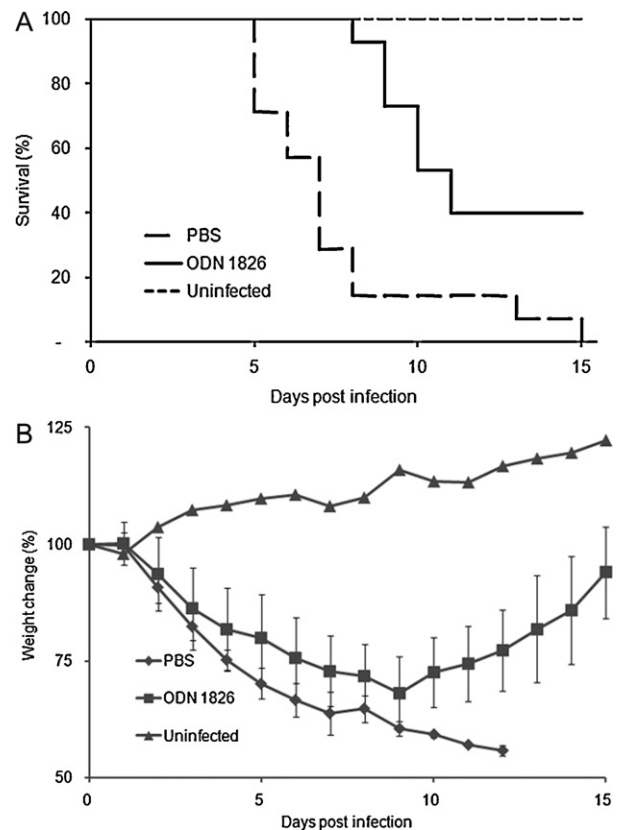 A
100
80
60
40
20
-
Survival (%)
PBS
ODN 1826
Uninfected
0 5 10 15
Days post infection
B
125
100
75
50
Weight change (%)
PBS
ODN 1826
Uninfected
0 5 10 15
Days post infection